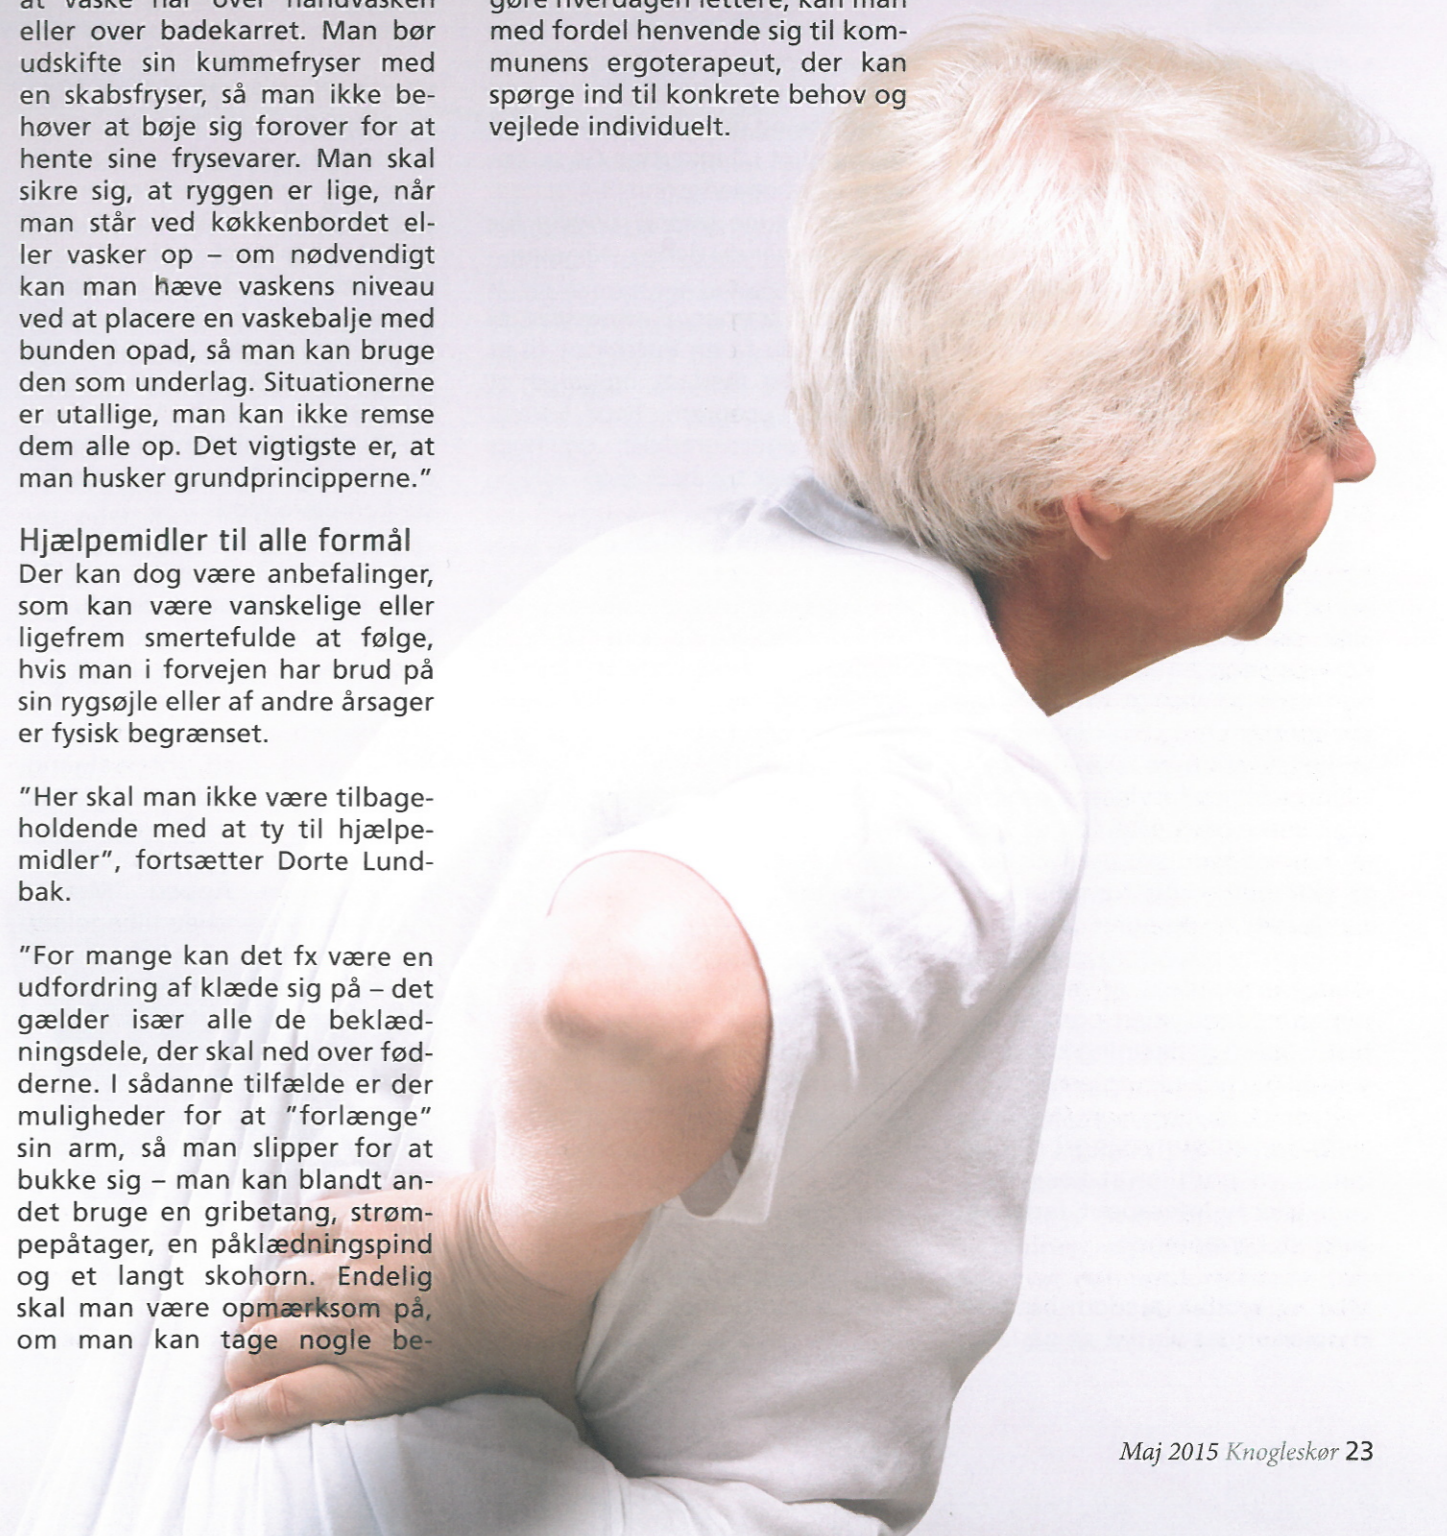 at vaske hår over håndvasken
eller over badekarret. Man bør
udskifte sin kummefryser med
en skabsfryser, så man ikke be-
høver at bøje sig forover for at
hente sine frysevarer. Man skal
sikre sig, at ryggen er lige, når
man står ved køkkenbordet el-
ler vasker op – om nødvendigt
kan man hæve vaskens niveau
ved at placere en vaskebalje med
bunden opad, så man kan bruge
den som underlag. Situationerne
er utallige, man kan ikke remse
dem alle op. Det vigtigste er, at
man husker grundprincipperne.”
Hjælpemidler til alle formål
Der kan dog være anbefalinger,
som kan være vanskelige eller
ligefrem smertefulde at følge,
hvis man i forvejen har brud på
sin rygsøjle eller af andre årsager
er fysisk begrænset.
”Her skal man ikke være tilbage-
holdende med at ty til hjælpe-
midler”, fortsætter Dorte Lund-
bak.
”For mange kan det fx være en
udfordring af klæde sig på – det
gælder især alle de beklæd-
ningsdele, der skal ned over fød-
derne. I sådanne tilfælde er der
muligheder for at ”forlænge”
sin arm, så man slipper for at
bukke sig – man kan blandt an-
det bruge en gribetang, strøm-
pepåtager, en påklædningspind
og et langt skohorn. Endelig
skal man være opmærksom på,
om man kan tage nogle be-
gøre hverdagen lettere, kan man
med fordel henvende sig til kom-
munens ergoterapeut, der kan
spørge ind til konkrete behov og
vejlede individuelt.
Maj 2015 Knogleskør 23